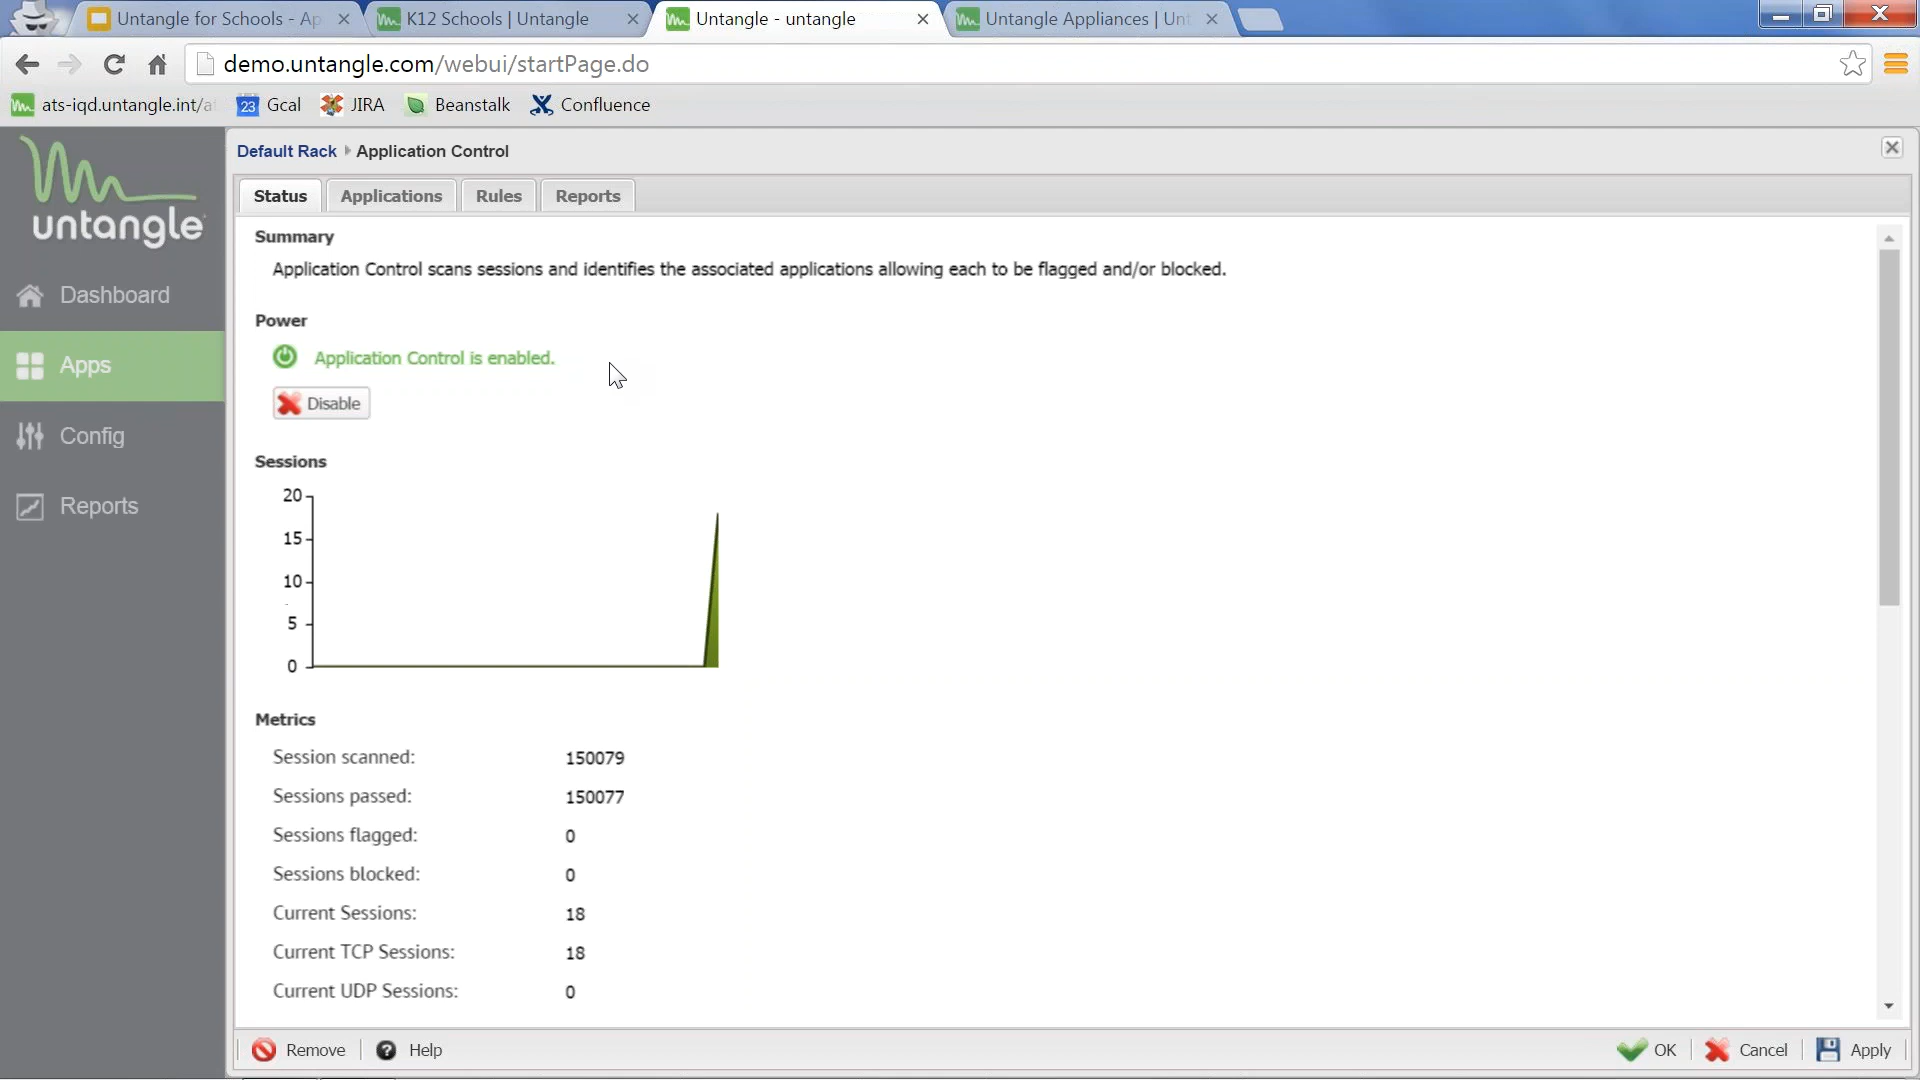 Untangle for Schools - Ap
K12 Schools | Untangle
Untangle - untangle
Untangle Appliances | Unt
demo.untangle.com/webui/startPage.do
ats-iqd.untangle.int/a
23 Gcal
JIRA
Beanstalk
Confluence
untangle
Dashboard
Apps
Config
Reports
Default Rack Application Control
Status
Applications
Rules
Reports
Summary
Application Control scans sessions and identifies the associated applications allowing each to be flagged and/or blocked.
Power
Application Control is enabled.
Disable
Sessions
20
15
10
5
0
Metrics
Session scanned: 150079
Sessions passed: 150077
Sessions flagged: 0
Sessions blocked: 0
Current Sessions: 18
Current TCP Sessions: 18
Current UDP Sessions: 0
Remove
Help
OK
Cancel
Apply